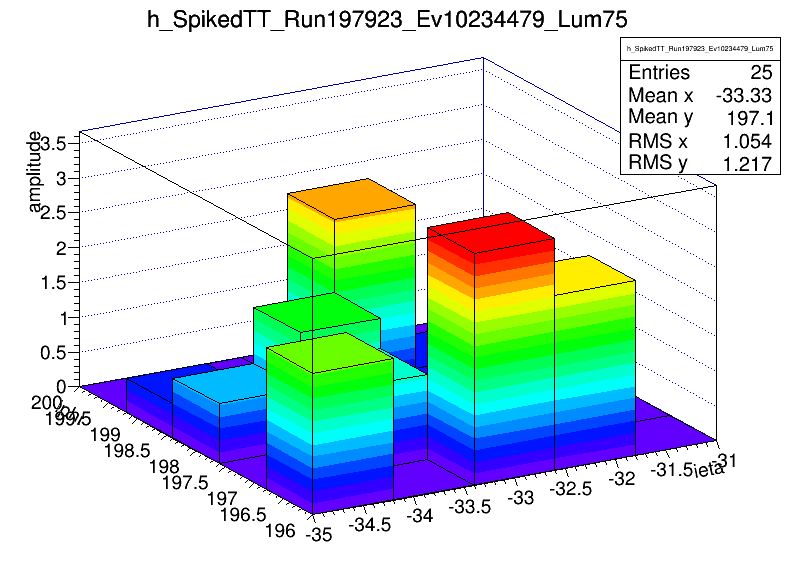 h_SpikedTT_Run197923_Ev10234479_Lum75
h_SpikedTT_Run197923_Ev10234479_Lum75
Entries 25
Mean x -33.33
Mean y 197.1
RMS x 1.054
RMS y 1.217
amplitude
3.5
3
2.5
2
1.5
1
0.5
0
200
199.5
199
198.5
198
197.5
197
196.5
196
-35
-34.5
-34
-33.5
-33
-32.5
-32
-31.5
-31
ieta